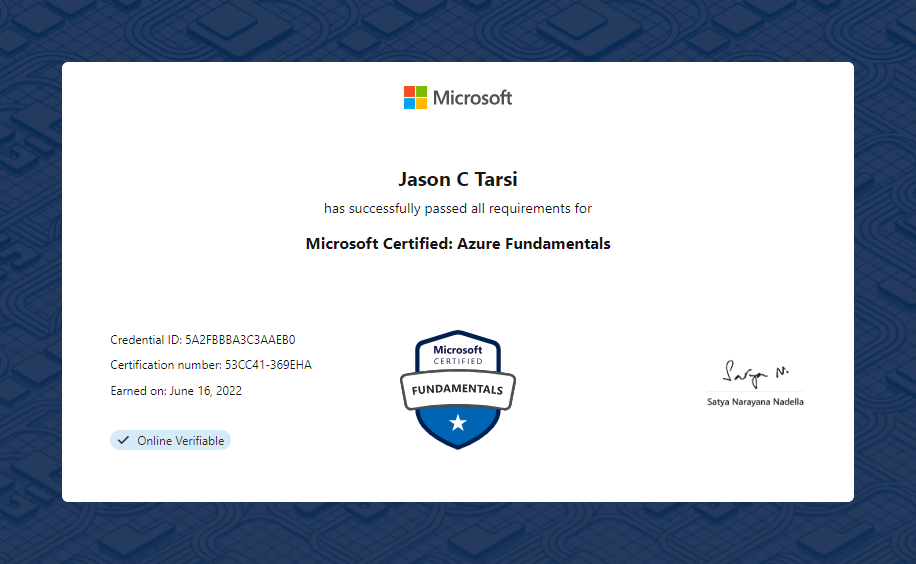 Microsoft
Jason C Tarsi
has successfully passed all requirements for
Microsoft Certified: Azure Fundamentals
Credential ID: 5A2FBBBA3C3AAEB0
Certification number: 53CC41-369EHA
Earned on: June 16, 2022
Online Verifiable
Microsoft
CERTIFIED
FUNDAMENTALS
Satya N.
Satya Narayana Nadella